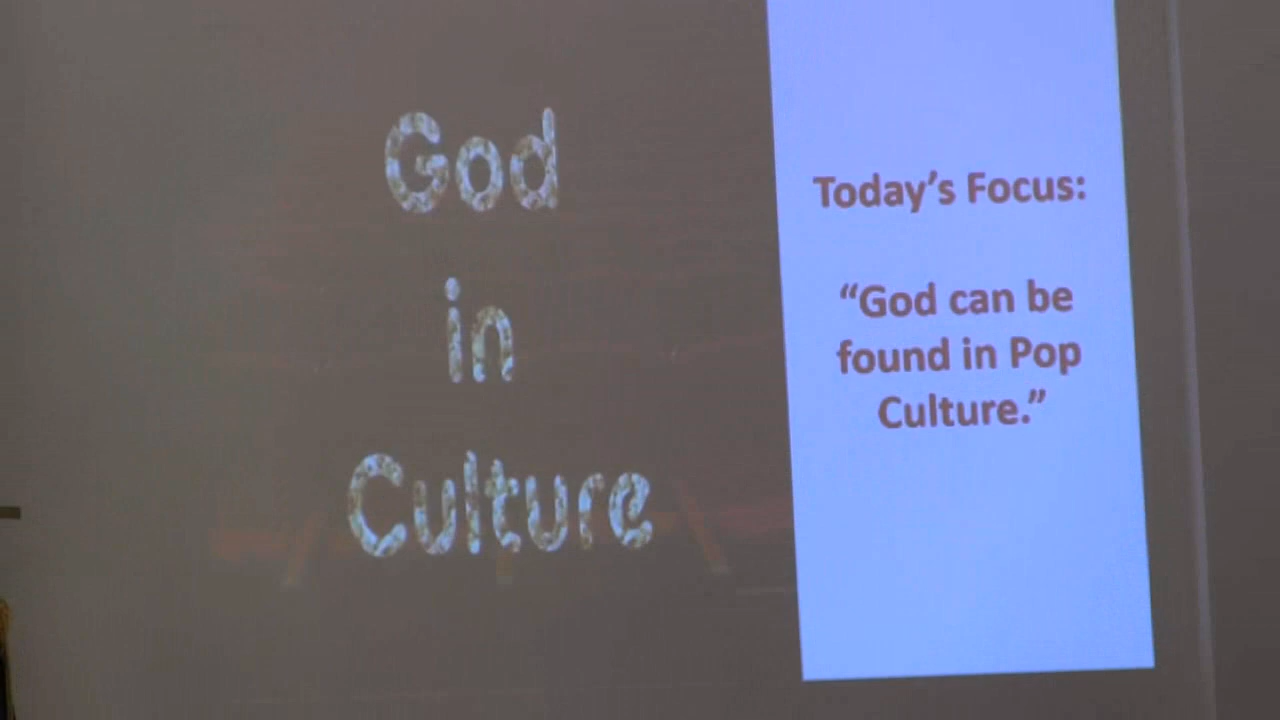 God
in
Culture
Today’s Focus:
“God can be
found in Pop
Culture.”